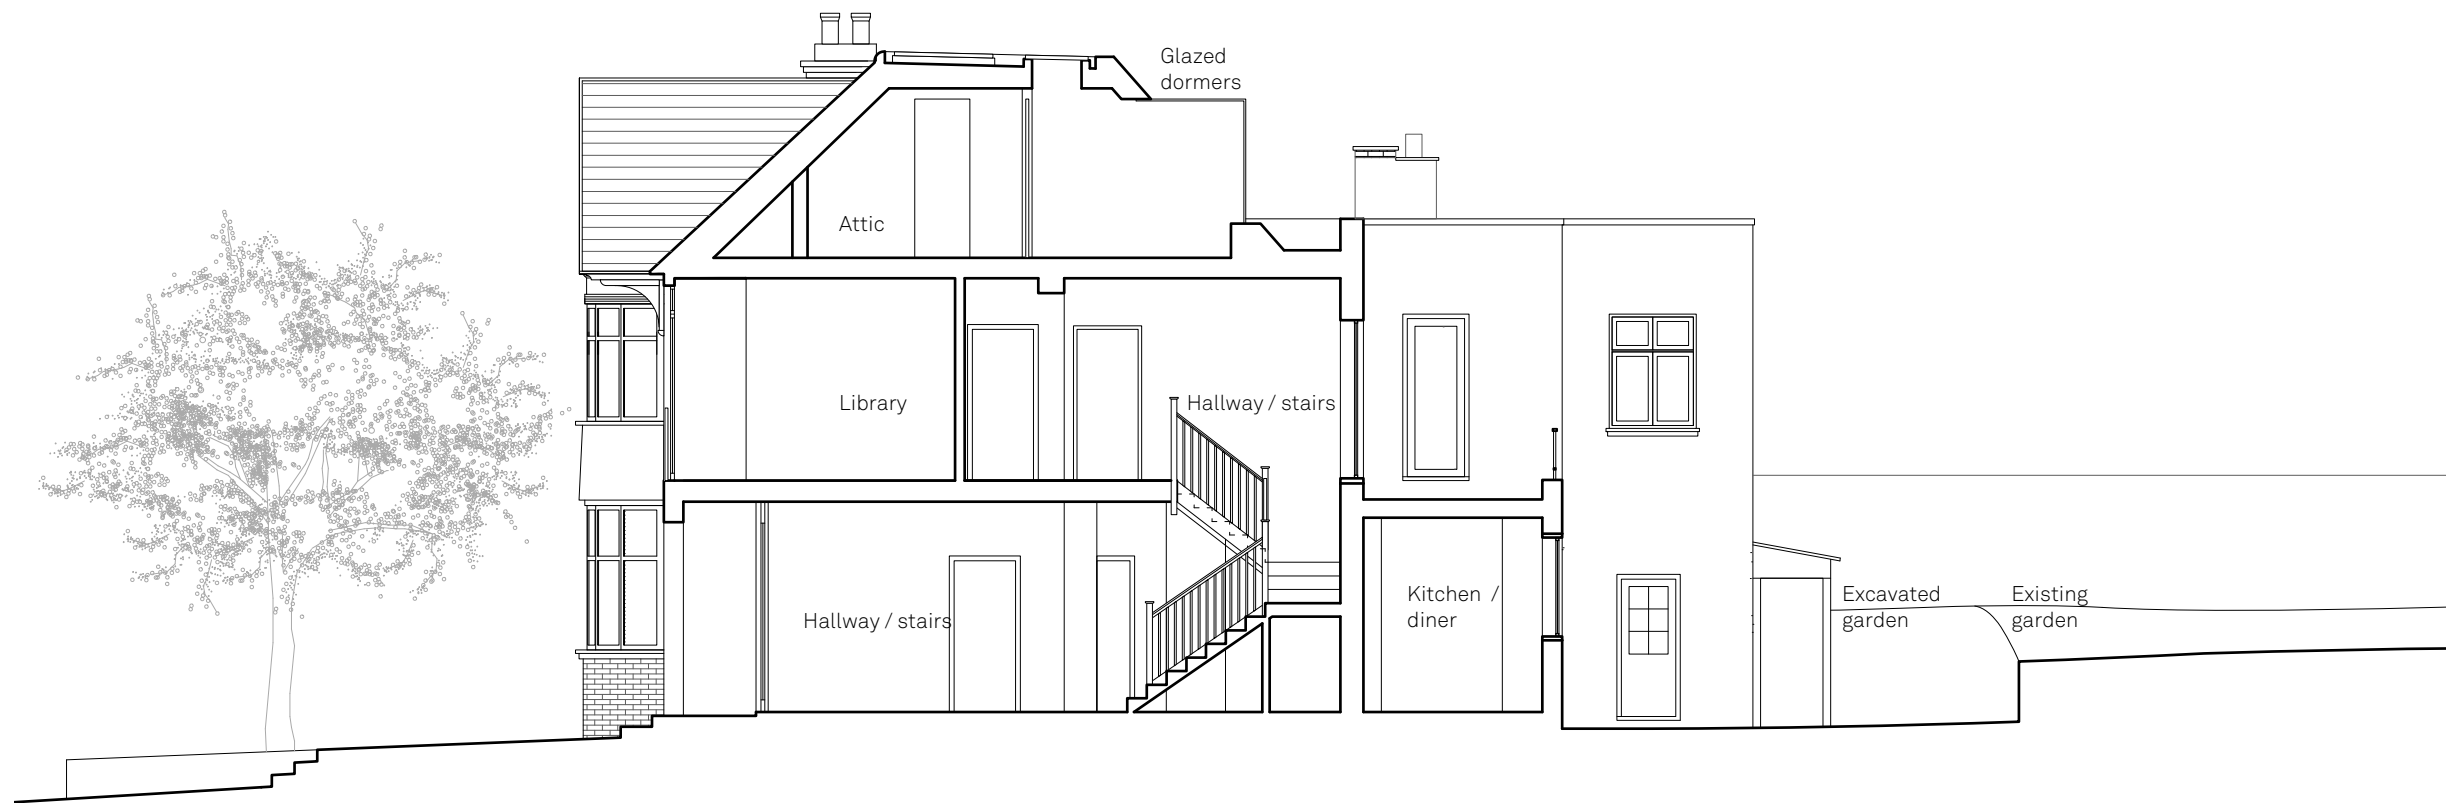 Glazed
dormers
Attic
Library
Hallway / stairs
Hallway / stairs
Kitchen /
diner
Excavated
garden
Existing
garden